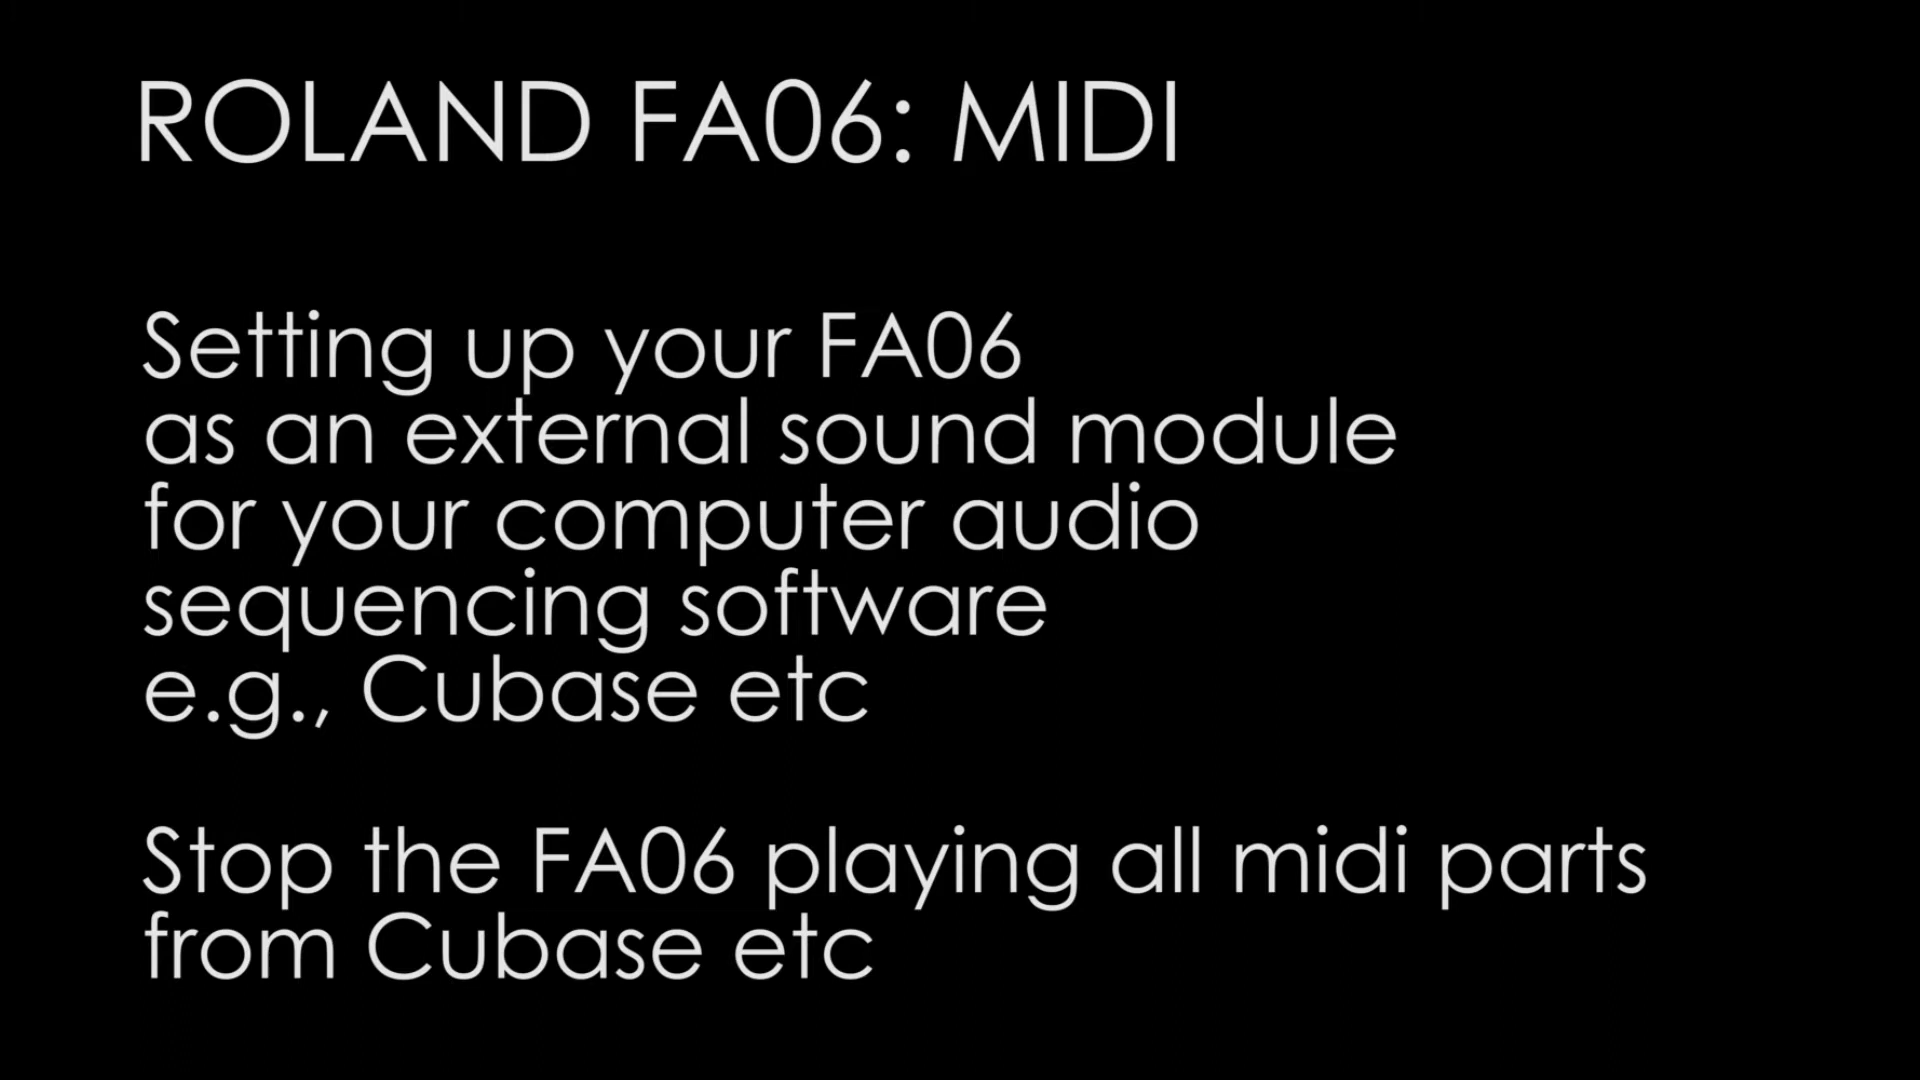 ROLAND FA06: MIDI
Setting up your FA06
as an external sound module
for your computer audio
sequencing software
e.g., Cubase etc
Stop the FA06 playing all midi parts
from Cubase etc